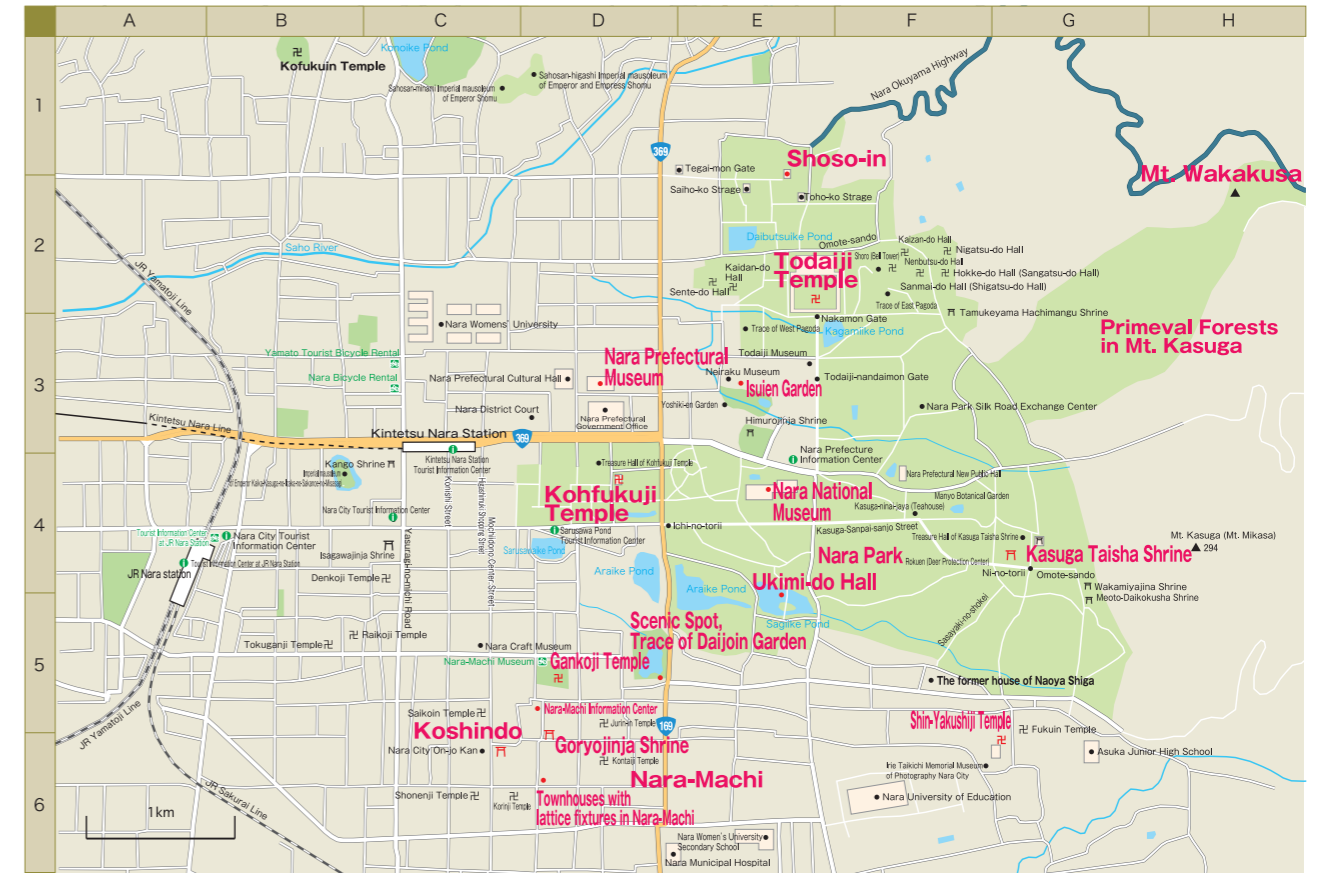 A B C D E F G H
1
2
3
4
5
6
Konoike Pond
Kofukuin Temple
Sahosan-higashi Imperial mausoleum
of Emperor and Empress Shomu
Sahosan-minami Imperial mausoleum
of Emperor Shomu
Nara Okuyama Highway
369
Shoso-in
Tegai-mon Gate
Mt. Wakakusa
Saiho-ko Strage
Toho-ko Strage
Saho River
JR Yamatoji Line
Daibutsuike Pond
Omote-sando
Kaizan-do Hall
Nigatsu-do Hall
Shoro (Bell Tower)
Nenbutsu-do Hall
Todaiji
Temple
Kaidan-do
Hall
Hokke-do Hall (Sangatsu-do Hall)
Sente-do Hall
Sanmai-do Hall (Shigatsu-do Hall)
Trace of East Pagoda
Tamukeyama Hachimangu Shrine
Nara Womens' University
Nakamon Gate
Trace of West Pagoda
Kagamiike Pond
Primeval Forests
in Mt. Kasuga
Yamato Tourist Bicycle Rental
Nara Prefectural
Museum
Todaiji Museum
Nara Bicycle Rental
Nara Prefectural Cultural Hall
Neiraku Museum
Isuien Garden
Todaiji-nandaimon Gate
Nara District Court
Nara Prefectural
Government Office
Yoshiki-en Garden
Nara Park Silk Road Exchange Center
Kintetsu Nara Line
Himurojinja Shrine
Kintetsu Nara Station
369
Kintetsu Nara Station
Tourist Information Center
Nara Prefecture
Information Center
Kango Shrine
Treasure Hall of Kohfukuji Temple
Nara Prefectural New Public Hall
Kohfukuji
Temple
Nara National
Museum
Manyo Botanical Garden
Konishi Street
Higashimuki Shopping Street
Nara City Tourist Information Center
Kasuga-nina-jaya (Teahouse)
Ichi-no-torii
Kasuga-Sanpai-sanjo Street
Tourist Information Center
at JR Nara Station
Nara City Tourist
Information Center
Sarusawa Pond
Tourist Information Center
Treasure Hall of Kasuga Taisha Shrine
Mt. Kasuga (Mt. Mikasa)
294
Isagawajinja Shrine
Sarusawaike Pond
Nara Park
Rokuen (Deer Protection Center)
Kasuga Taisha Shrine
Tourist Information Center at JR Nara Station
JR Nara station
Yasuragi-no-michi Road
Mochidono Center Street
Denkoji Temple
Araike Pond
Araike Pond
Ukimi-do Hall
Ni-no-torii
Omote-sando
Wakamiyajina Shrine
Meoto-Daikokusha Shrine
Scenic Spot,
Trace of Daijoin Garden
Sagiike Pond
Sasayaki-no-shokei
Raikoji Temple
Tokuganji Temple
Nara Craft Museum
Nara-Machi Museum
Gankoji Temple
The former house of Naoya Shiga
JR Yamatoji Line
Saikoin Temple
Nara-Machi Information Center
Jurin-in Temple
169
Shin-Yakushiji Temple
Fukuin Temple
Koshindo
Goryojinja Shrine
Nara City On-jo Kan
Kontaiji Temple
Asuka Junior High School
Irie Taikichi Memorial Museum
of Photography Nara City
Nara-Machi
JR Sakurai Line
Shonenji Temple
Korinji Temple
Townhouses with
lattice fixtures in Nara-Machi
Nara University of Education
1km
Nara Women's University
Secondary School
Nara Municipal Hospital